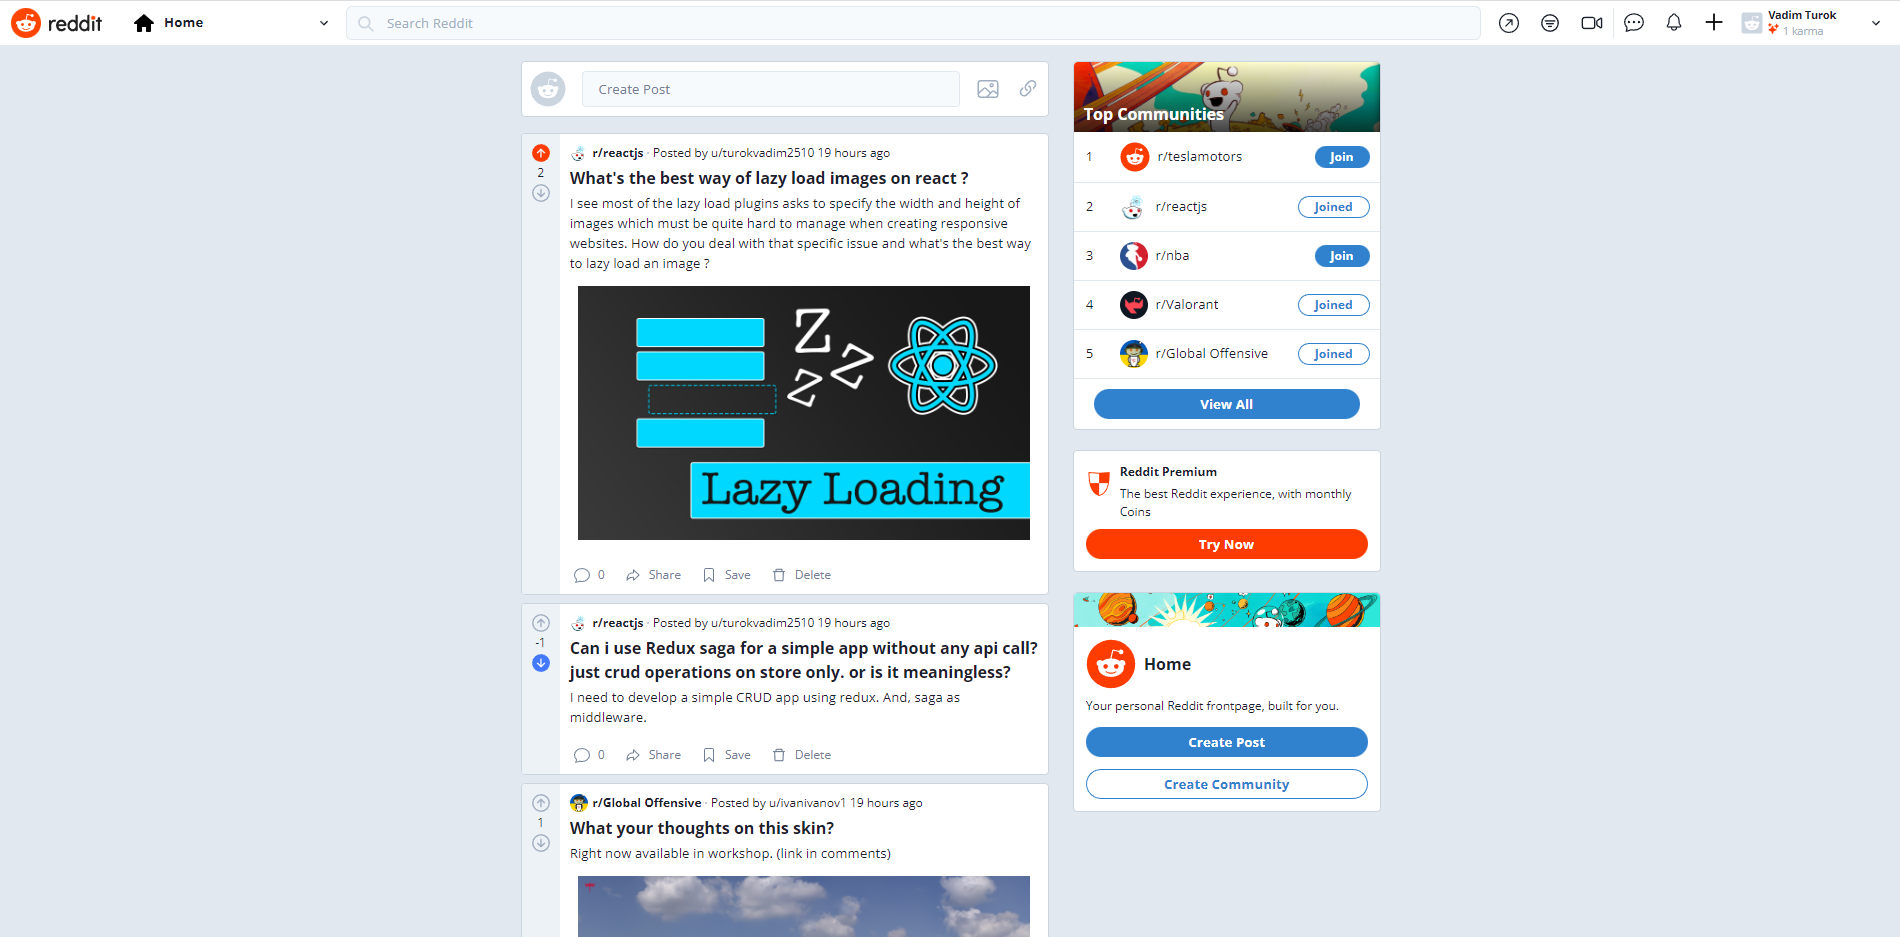 reddit
Home
Search Reddit
Vadim Turok
1 karma
Create Post
r/reactjs · Posted by u/turokvadim2510 19 hours ago
2
What's the best way of lazy load images on react ?
I see most of the lazy load plugins asks to specify the width and height of
images which must be quite hard to manage when creating responsive
websites. How do you deal with that specific issue and what's the best way
to lazy load an image ?
Z
Z
Z
Lazy Loading
0 Share Save Delete
r/reactjs · Posted by u/turokvadim2510 19 hours ago
-1
Can i use Redux saga for a simple app without any api call?
just crud operations on store only. or is it meaningless?
I need to develop a simple CRUD app using redux. And, saga as
middleware.
0 Share Save Delete
r/Global Offensive · Posted by u/ivanivanov1 19 hours ago
1
What your thoughts on this skin?
Right now available in workshop. (link in comments)
Top Communities
1 r/teslamotors Join
2 r/reactjs Joined
3 r/nba Join
4 r/Valorant Joined
5 r/Global Offensive Joined
View All
Reddit Premium
The best Reddit experience, with monthly
Coins
Try Now
Home
Your personal Reddit frontpage, built for you.
Create Post
Create Community